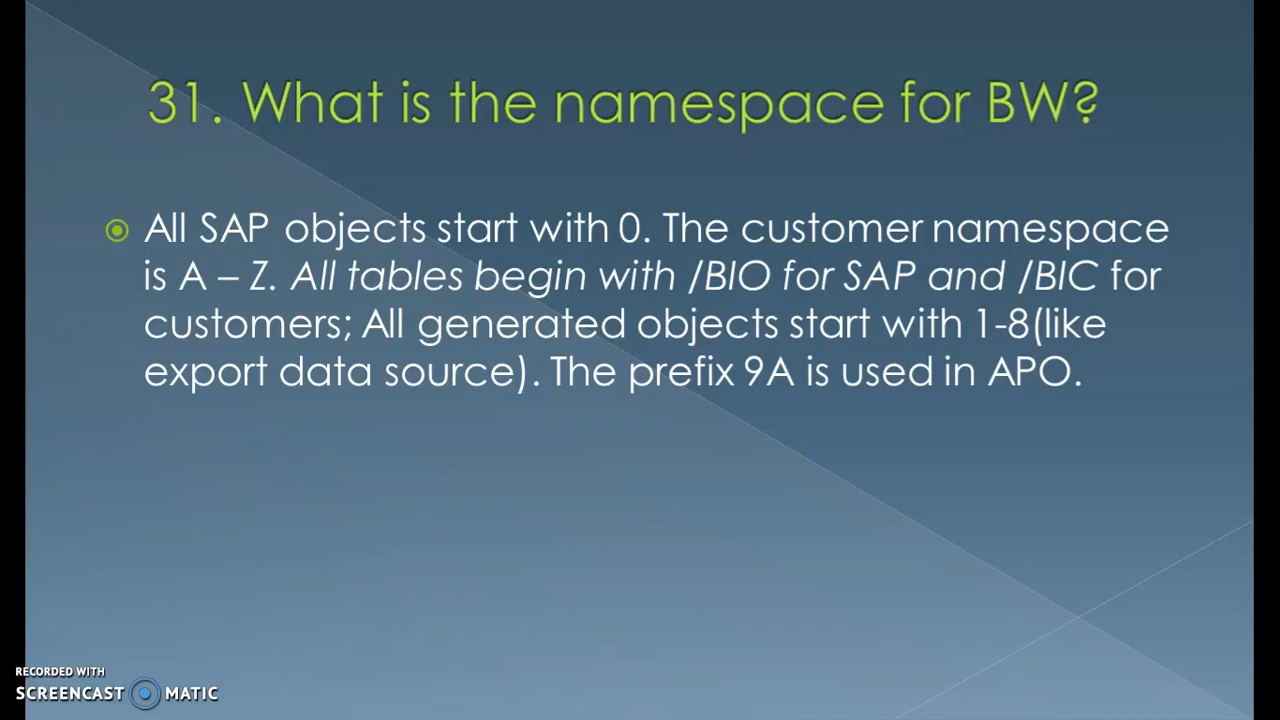 31. What is the namespace for BW?
All SAP objects start with 0. The customer namespace
is A – Z. All tables begin with /BIO for SAP and /BIC for
customers; All generated objects start with 1-8(like
export data source). The prefix 9A is used in APO.
RECORDED WITH
SCREENCAST MATIC